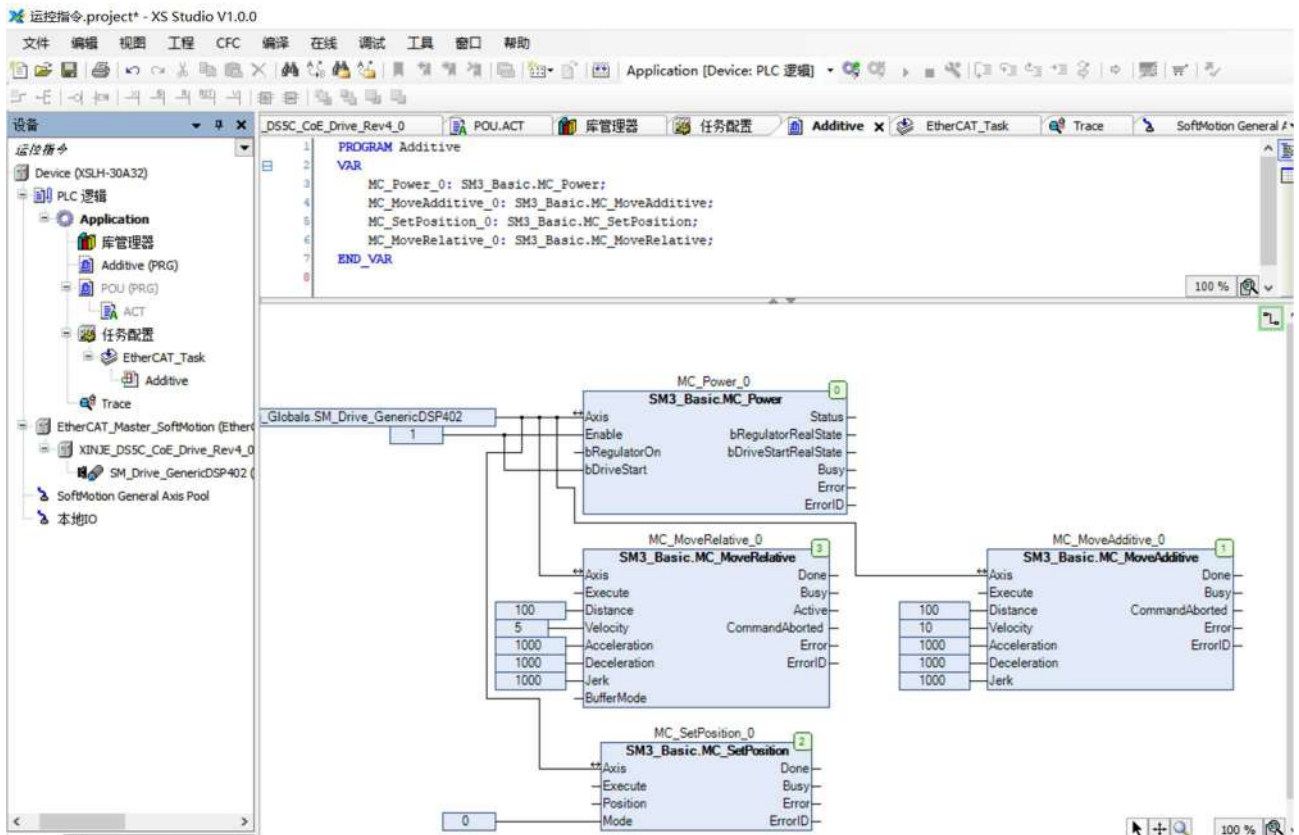 运控指令.project* - XS Studio V1.0.0
文件 编辑 视图 工程 CFC 编译 在线 调试 工具 窗口 帮助
Application [Device: PLC 逻辑]
设备
_DS5C_CoE_Drive_Rev4_0 POU.ACT 库管理器 任务配置 Additive EtherCAT_Task Trace SoftMotion General
运控指令
Device (XSLH-30A32)
PLC 逻辑
Application
库管理器
Additive (PRG)
POU (PRG)
ACT
任务配置
EtherCAT_Task
Additive
Trace
EtherCAT_Master_SoftMotion (Ether
XINJE_DS5C_CoE_Drive_Rev4_0
SM_Drive_GenericDSP402 (
SoftMotion General Axis Pool
本地IO
1 PROGRAM Additive
2 VAR
3 MC_Power_0: SM3_Basic.MC_Power;
4 MC_MoveAdditive_0: SM3_Basic.MC_MoveAdditive;
5 MC_SetPosition_0: SM3_Basic.MC_SetPosition;
6 MC_MoveRelative_0: SM3_Basic.MC_MoveRelative;
7 END_VAR
8
100 %
MC_Power_0
0
SM3_Basic.MC_Power
_Globals.SM_Drive_GenericDSP402
Axis Status
1
Enable bRegulatorRealState
bRegulatorOn bDriveStartRealState
bDriveStart Busy
Error
ErrorID
MC_MoveRelative_0
3
SM3_Basic.MC_MoveRelative
Axis Done
Execute Busy
100 Distance Active
5 Velocity CommandAborted
1000 Acceleration Error
1000 Deceleration ErrorID
1000 Jerk
BufferMode
MC_MoveAdditive_0
1
SM3_Basic.MC_MoveAdditive
Axis Done
Execute Busy
100 Distance CommandAborted
10 Velocity Error
1000 Acceleration ErrorID
1000 Deceleration
1000 Jerk
MC_SetPosition_0
2
SM3_Basic.MC_SetPosition
Axis Done
Execute Busy
Position Error
0 Mode ErrorID
100 %